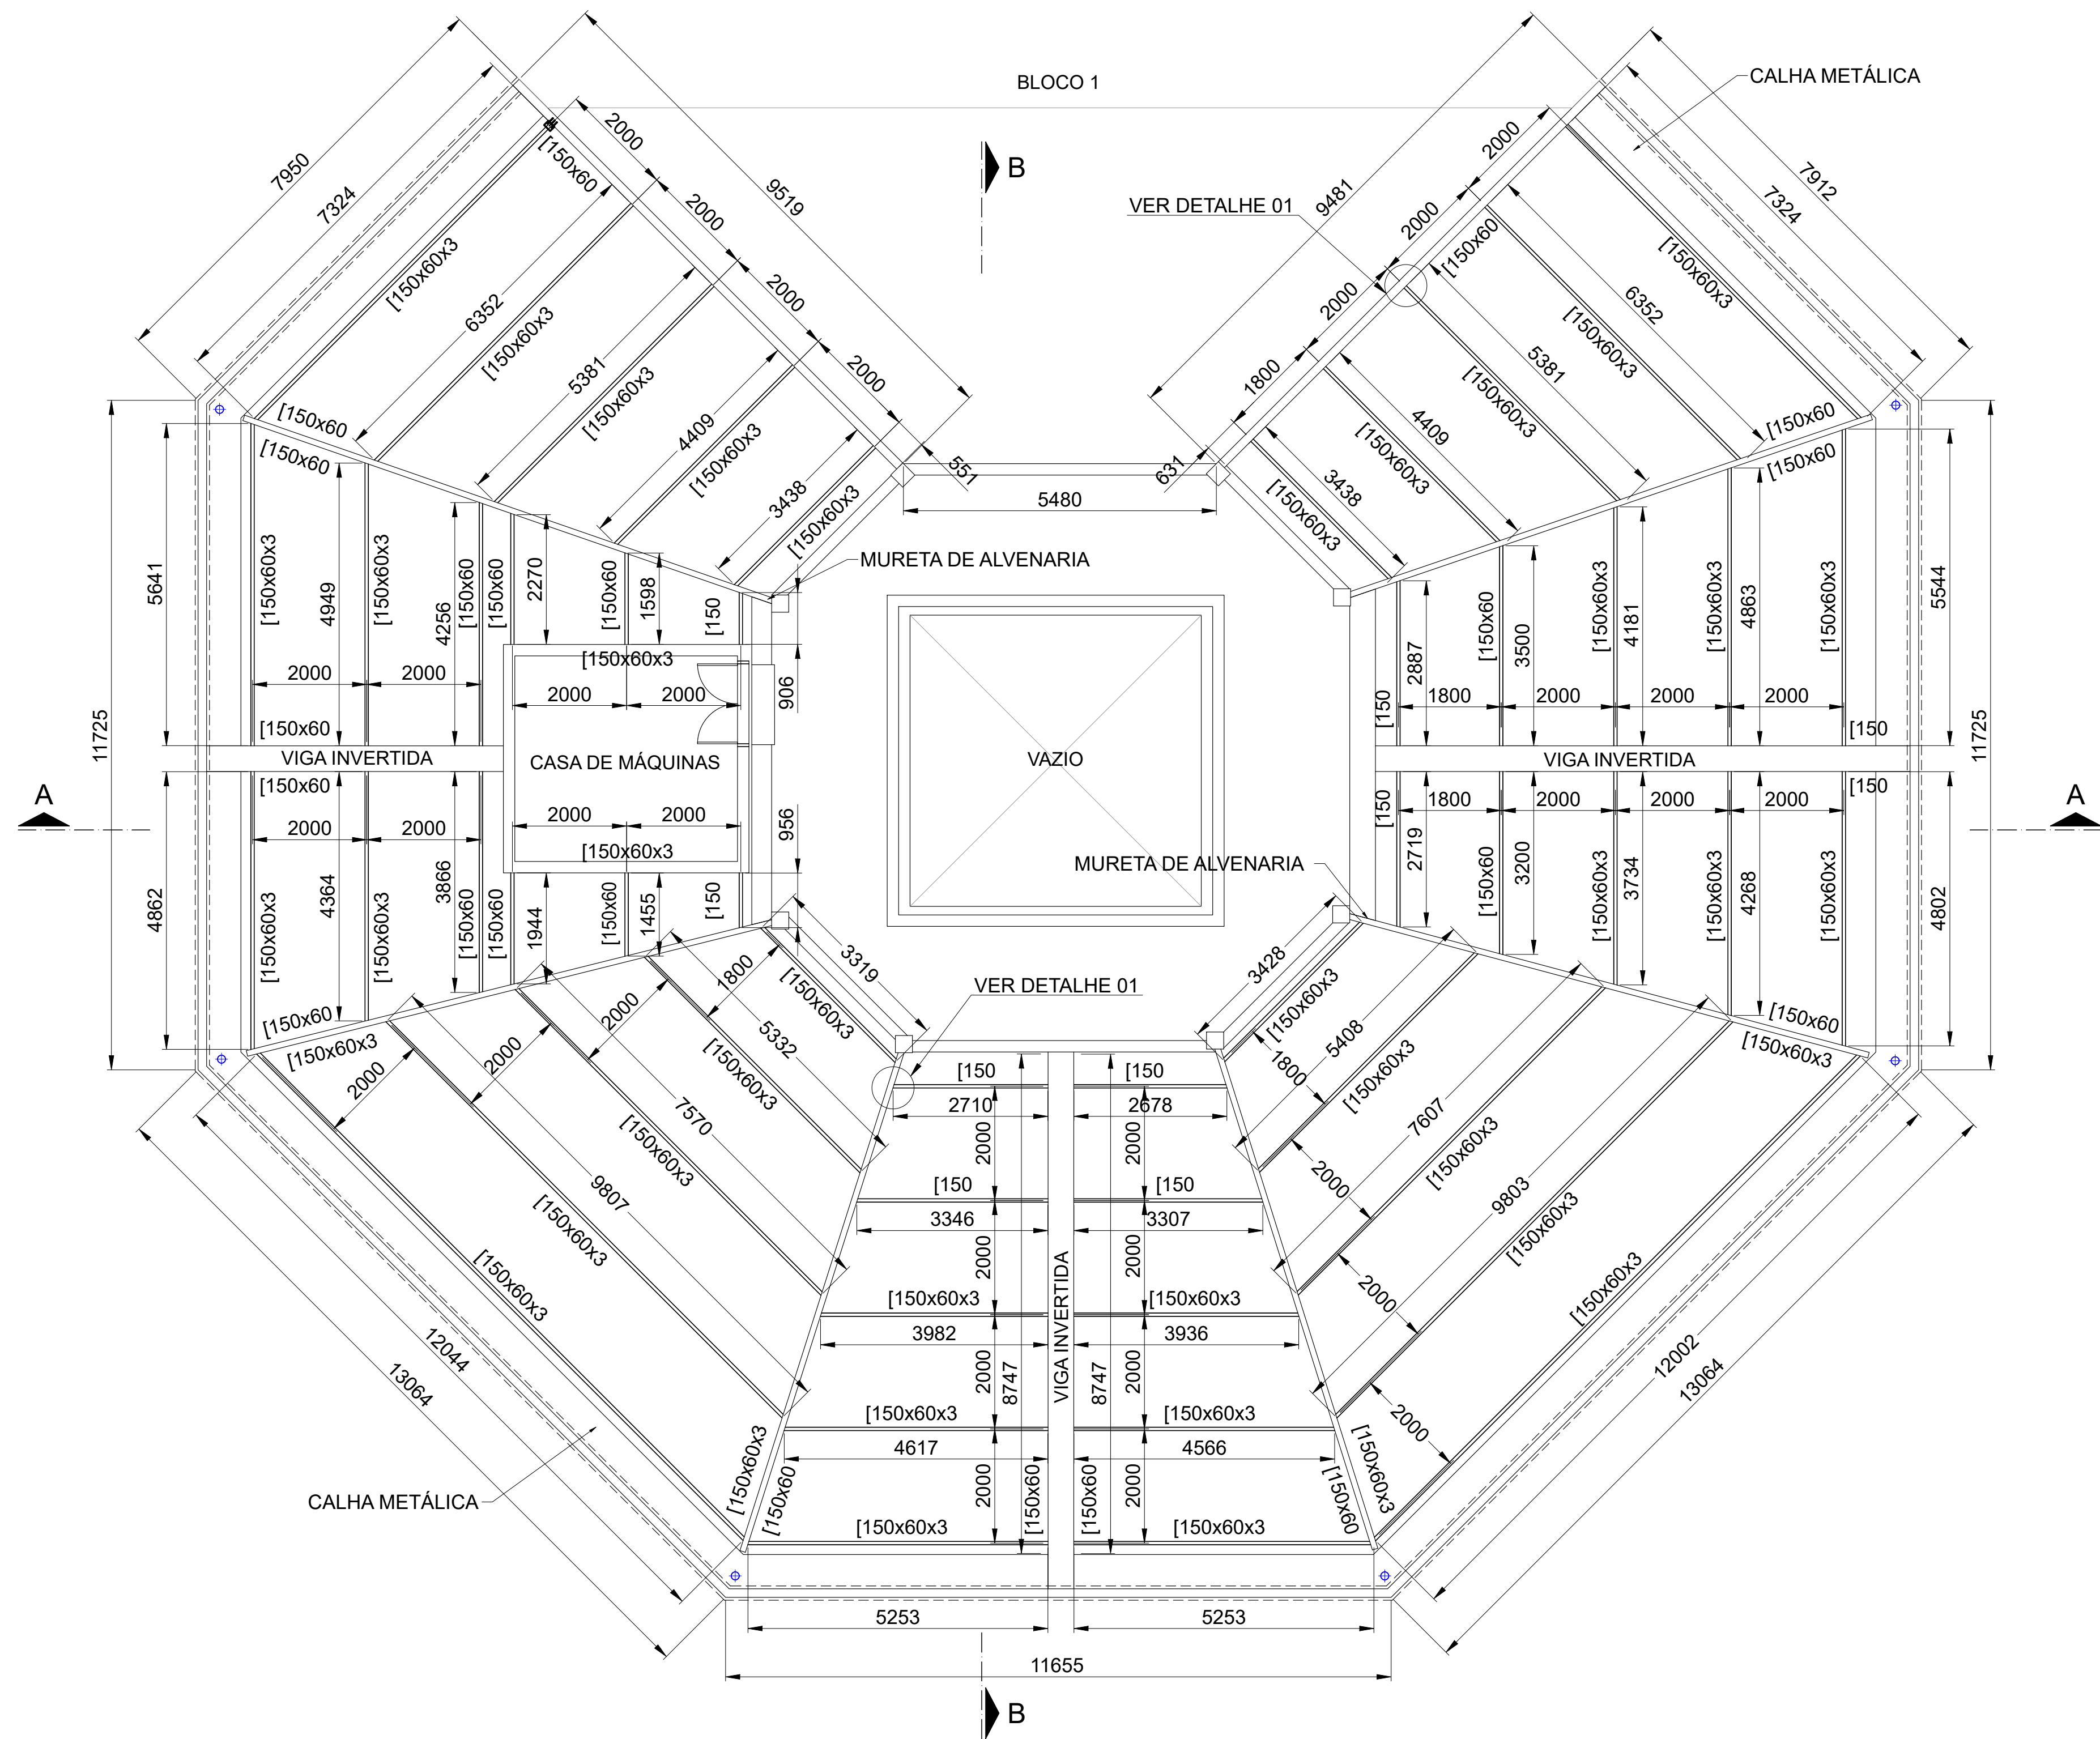 BLOCO 1
CALHA METÁLICA
B
7950
7324
2000
9519
[150x60
2000
2000
2000
[150x60x3
6352
[150x60x3
5381
[150x60x3
4409
[150x60x3
3438
[150x60x3
551
VER DETALHE 01
9481
2000
2000
2000
1800
631
7912
7324
[150x60
[150x60x3
6352
[150x60x3
5381
[150x60x3
4409
[150x60x3
3438
[150x60x3
5480
[150x60
[150x60
[150x60
[150x60
MURETA DE ALVENARIA
11725
5641
[150x60x3
4949
[150x60x3
4256
[150x60
[150x60
2270
[150x60
1598
[150
906
2000
2000
[150x60x3
2000
2000
[150x60
VIGA INVERTIDA
[150x60
CASA DE MÁQUINAS
VAZIO
2000
2000
2000
2000
[150x60x3
956
4862
[150x60x3
4364
[150x60x3
3866
[150x60
[150x60
1944
[150x60
1455
[150
[150
2887
[150x60
3500
[150x60x3
4181
[150x60x3
4863
[150x60x3
5544
11725
1800
2000
2000
2000
[150
VIGA INVERTIDA
[150
[150
1800
2000
2000
2000
2719
[150x60
3200
[150x60x3
3734
[150x60x3
4268
[150x60x3
4802
A
A
MURETA DE ALVENARIA
VER DETALHE 01
[150x60
[150x60x3
[150x60
[150x60x3
3319
[150x60x3
1800
5332
[150x60x3
2000
7570
[150x60x3
2000
9807
[150x60x3
2000
[150x60x3
12044
13064
3428
[150x60x3
5408
1800
[150x60x3
7607
2000
[150x60x3
9803
2000
[150x60x3
2000
[150x60x3
12002
13064
[150
[150
2710
2678
2000
2000
[150
[150
3346
3307
2000
2000
[150x60x3
[150x60x3
3982
3936
VIGA INVERTIDA
2000
8747
8747
2000
[150x60x3
[150x60x3
4617
4566
2000
[150x60
[150x60
2000
[150x60x3
[150x60
[150x60x3
[150x60
[150x60x3
[150x60x3
CALHA METÁLICA
5253
5253
11655
B